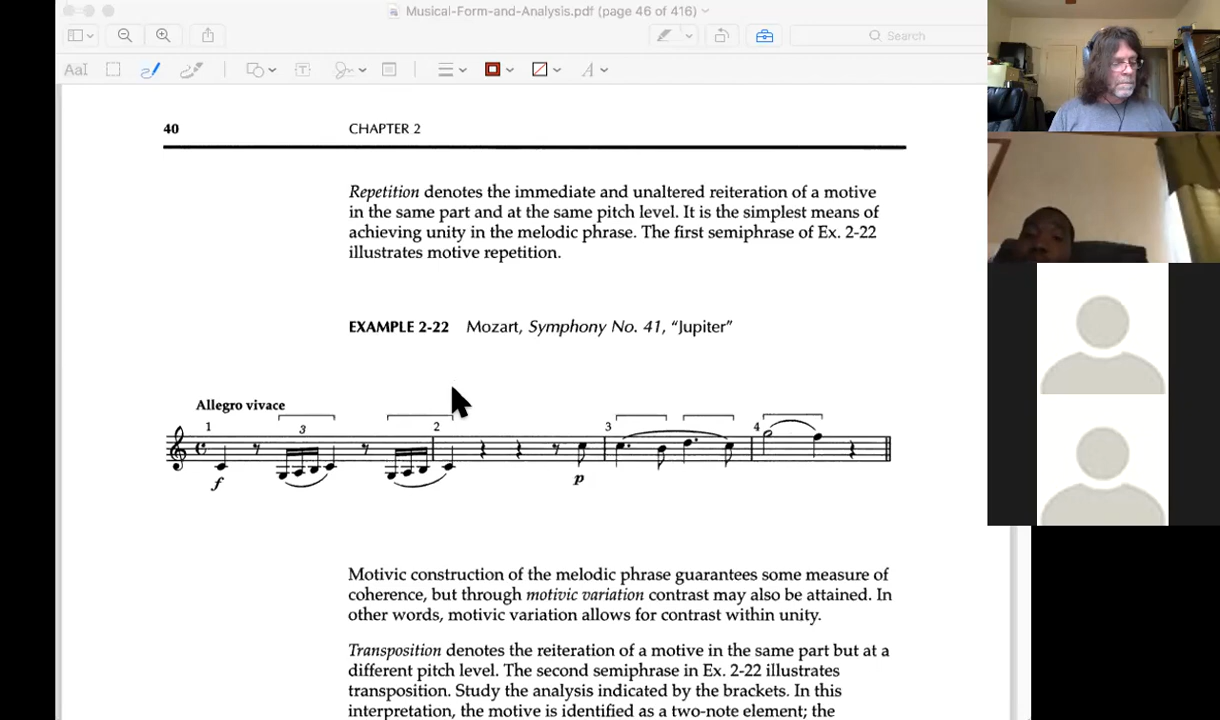 Musical-Form-and-Analysis.pdf (page 46 of 416)
Search
AaI
T
A
40 CHAPTER 2
Repetition denotes the immediate and unaltered reiteration of a motive
in the same part and at the same pitch level. It is the simplest means of
achieving unity in the melodic phrase. The first semiphrase of Ex. 2-22
illustrates motive repetition.
EXAMPLE 2-22 Mozart, Symphony No. 41, “Jupiter”
Allegro vivace
1 3 2 3 4
f p
Motivic construction of the melodic phrase guarantees some measure of
coherence, but through motivic variation contrast may also be attained. In
other words, motivic variation allows for contrast within unity.
Transposition denotes the reiteration of a motive in the same part but at a
different pitch level. The second semiphrase in Ex. 2-22 illustrates
transposition. Study the analysis indicated by the brackets. In this
interpretation, the motive is identified as a two-note element; the